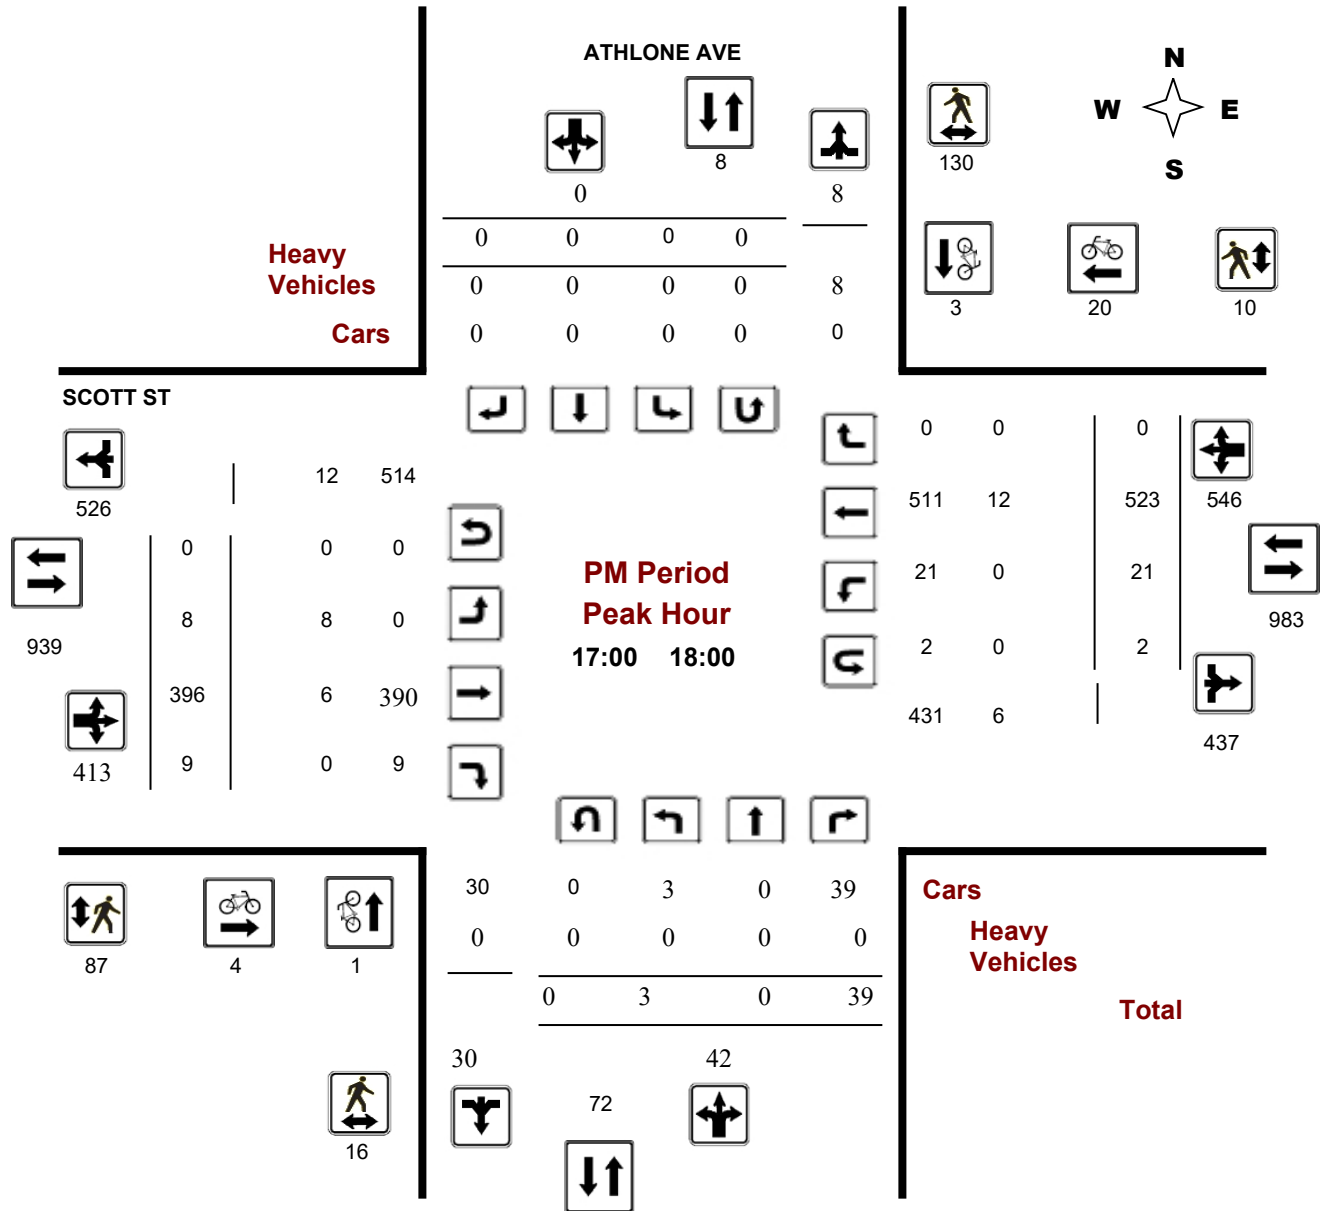 ATHLONE AVE
N
W E
S
8
130
0 8
0 0 0 0
Heavy
Vehicles
0 0 0 0 8
3 20 10
Cars
0 0 0 0 0
SCOTT ST
0 0 0
12 514
526
511 12 523 546
0 0 0
PM Period
Peak Hour
17:00 18:00
21 0 21
8 8 0
939
983
2 0 2
396 6 390
431 6
437
413
9 0 9
30 0 3 0 39
Cars
0 0 0 0 0
Heavy
Vehicles
87 4 1
0 3 0 39
Total
30 42
72
16